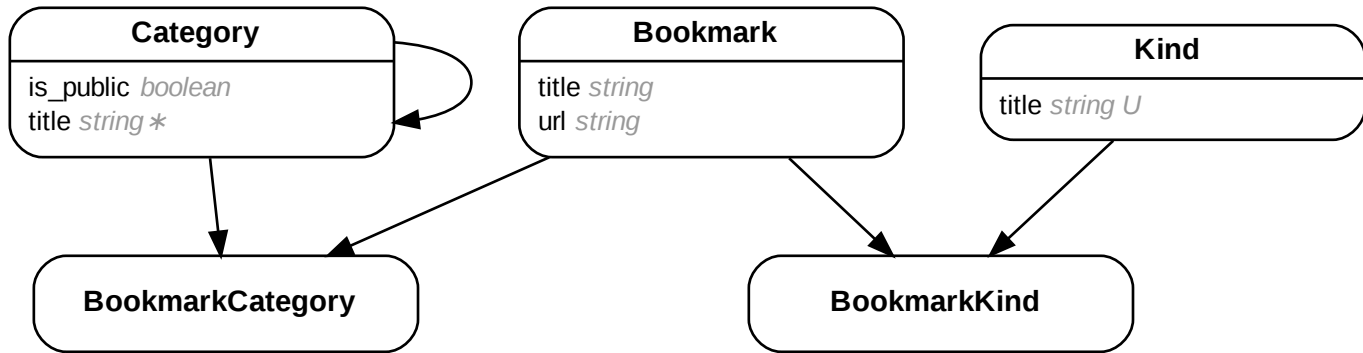 Category
is_public boolean
title string ∗
Bookmark
title string
url string
Kind
title string U
BookmarkCategory
BookmarkKind